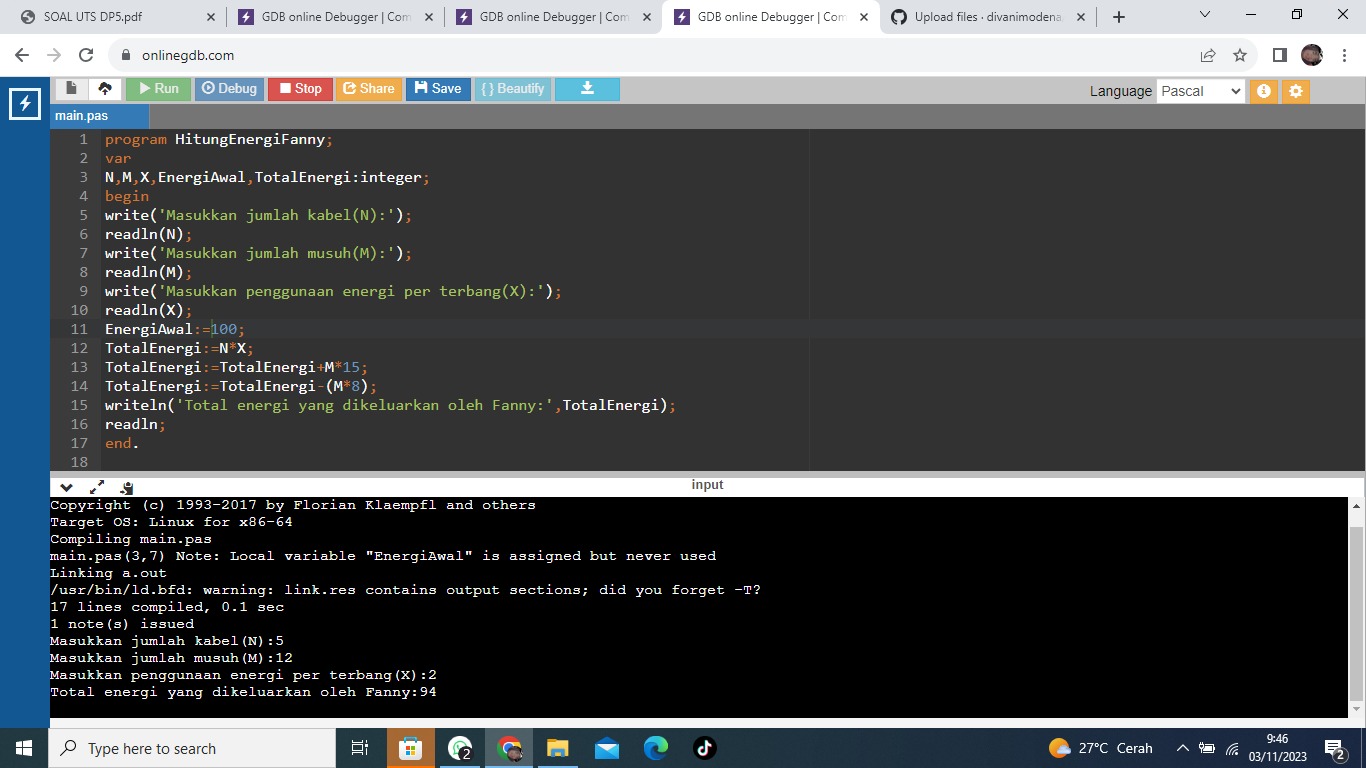 SOAL UTS DP5.pdf
GDB online Debugger | Com
GDB online Debugger | Com
GDB online Debugger | Com
Upload files · divanimodena
onlinegdb.com
Run Debug Stop Share Save { } Beautify
Language Pascal
main.pas
1 program HitungEnergiFanny;
2 var
3 N,M,X,EnergiAwal,TotalEnergi:integer;
4 begin
5 write('Masukkan jumlah kabel(N):');
6 readln(N);
7 write('Masukkan jumlah musuh(M):');
8 readln(M);
9 write('Masukkan penggunaan energi per terbang(X):');
10 readln(X);
11 EnergiAwal:=100;
12 TotalEnergi:=N*X;
13 TotalEnergi:=TotalEnergi+M*15;
14 TotalEnergi:=TotalEnergi-(M*8);
15 writeln('Total energi yang dikeluarkan oleh Fanny:',TotalEnergi);
16 readln;
17 end.
18
input
Copyright (c) 1993-2017 by Florian Klaempfl and others
Target OS: Linux for x86-64
Compiling main.pas
main.pas(3,7) Note: Local variable "EnergiAwal" is assigned but never used
Linking a.out
/usr/bin/ld.bfd: warning: link.res contains output sections; did you forget -T?
17 lines compiled, 0.1 sec
1 note(s) issued
Masukkan jumlah kabel(N):5
Masukkan jumlah musuh(M):12
Masukkan penggunaan energi per terbang(X):2
Total energi yang dikeluarkan oleh Fanny:94
Type here to search
2
27°C Cerah
9:46
03/11/2023
2